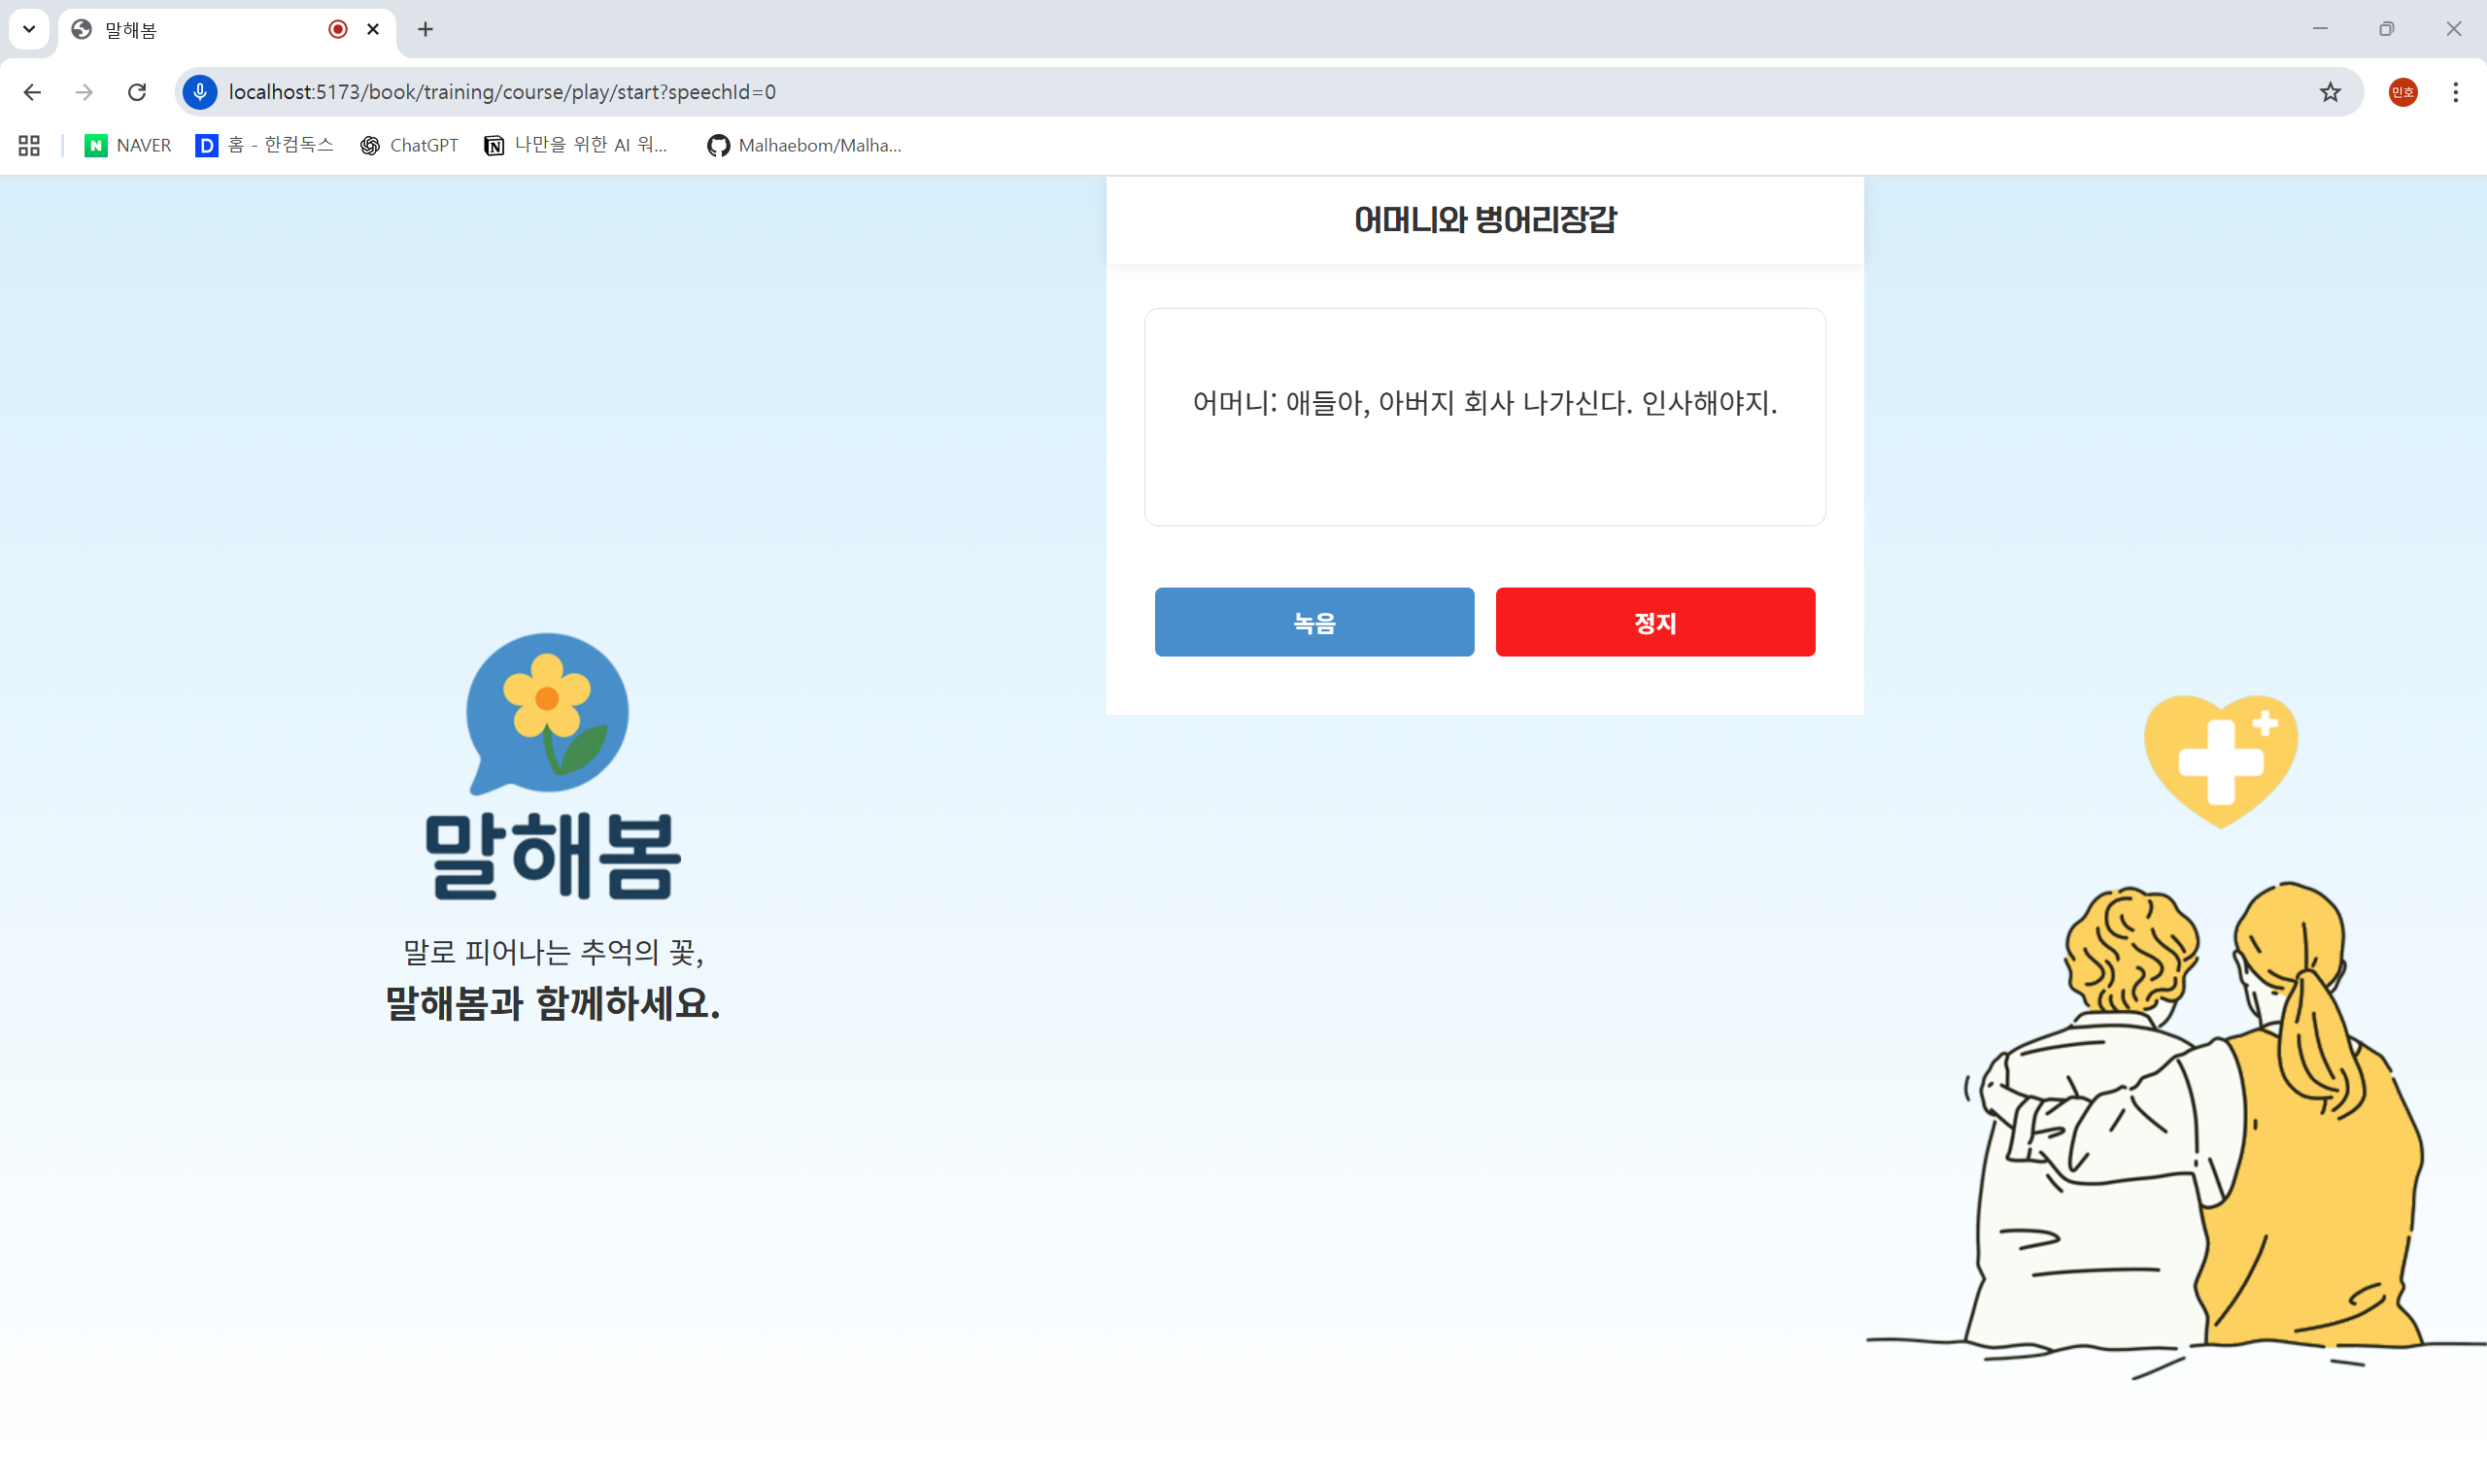 말해봄
localhost:5173/book/training/course/play/start?speechId=0
민호
NAVER
홈 - 한컴독스
ChatGPT
나만을 위한 AI 워...
Malhaebom/Malha...
어머니와 벙어리장갑
어머니: 얘들아, 아버지 회사 나가신다. 인사해야지.
녹음
정지
말해봄
말로 피어나는 추억의 꽃,
말해봄과 함께하세요.